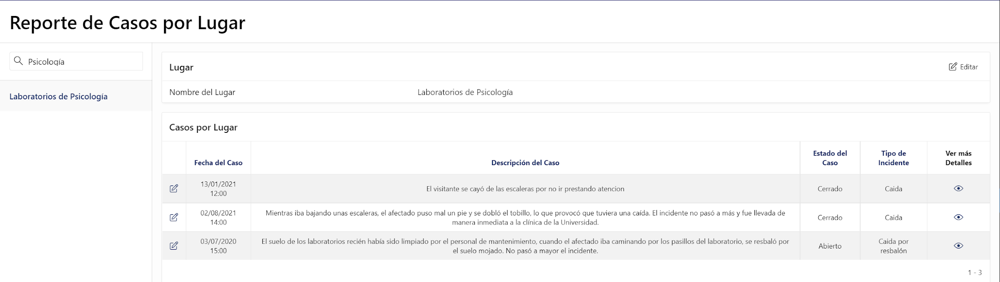 Reporte de Casos por Lugar
Psicología
Laboratorios de Psicología
Lugar
Editar
Nombre del Lugar
Laboratorios de Psicología
Casos por Lugar
Fecha del Caso
Descripción del Caso
Estado del
Caso
Tipo de
Incidente
Ver más
Detalles
13/01/2021
12:00
El visitante se cayó de las escaleras por no ir prestando atencion
Cerrado
Caida
02/08/2021
14:00
Mientras iba bajando unas escaleras, el afectado puso mal un pie y se dobló el tobillo, lo que provocó que tuviera una caída. El incidente no pasó a más y fue llevada de
manera inmediata a la clínica de la Universidad.
Cerrado
Caida
03/07/2020
15:00
El suelo de los laboratorios recién había sido limpiado por el personal de mantenimiento, cuando el afectado iba caminando por los pasillos del laboratorio, se resbaló por
el suelo mojado. No pasó a mayor el incidente.
Abierto
Caida por
resbalón
1 - 3